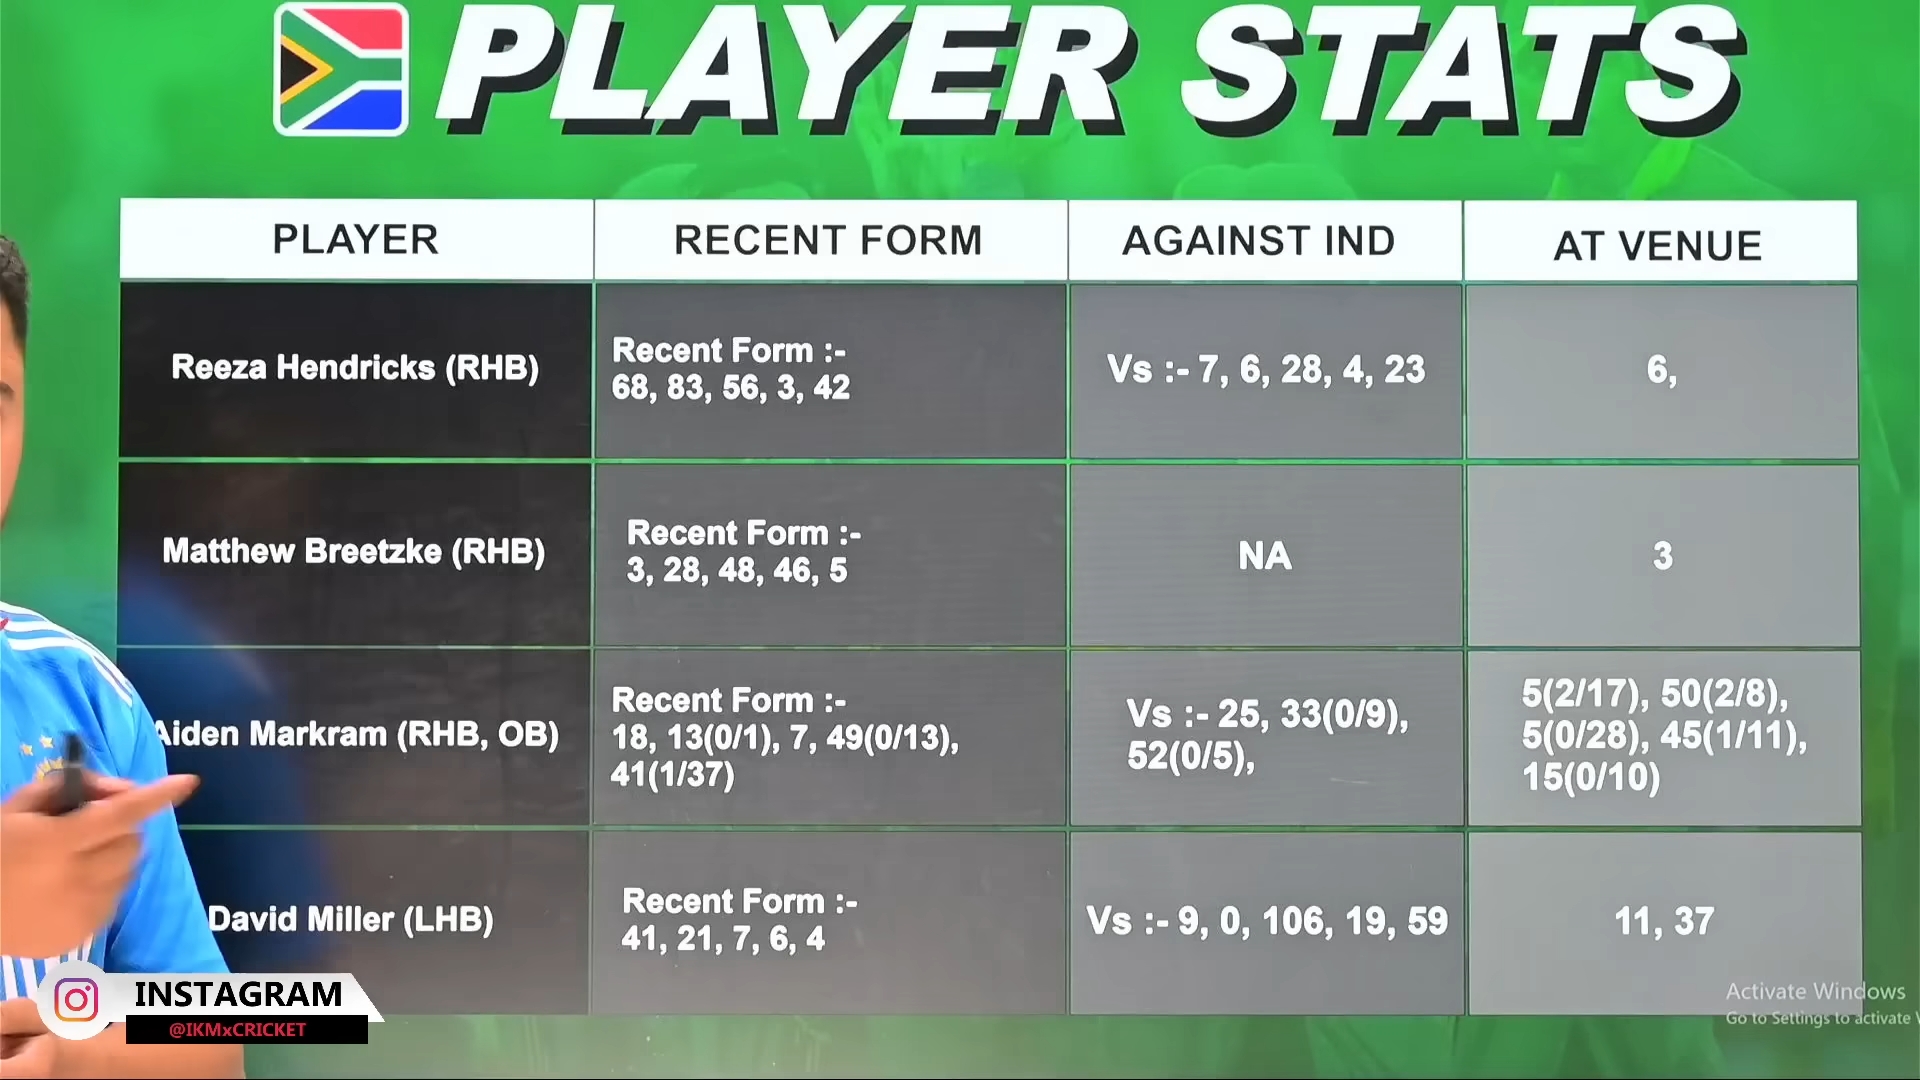 PLAYER STATS
PLAYER
RECENT FORM
AGAINST IND
AT VENUE
Reeza Hendricks (RHB)
Recent Form :-
68, 83, 56, 3, 42
Vs :- 7, 6, 28, 4, 23
6,
Matthew Breetzke (RHB)
Recent Form :-
3, 28, 48, 46, 5
NA
3
Aiden Markram (RHB, OB)
Recent Form :-
18, 13(0/1), 7, 49(0/13),
41(1/37)
Vs :- 25, 33(0/9),
52(0/5),
5(2/17), 50(2/8),
5(0/28), 45(1/11),
15(0/10)
David Miller (LHB)
Recent Form :-
41, 21, 7, 6, 4
Vs :- 9, 0, 106, 19, 59
11, 37
INSTAGRAM
@IKMxCRICKET
Activate Windows
Go to Settings to activate W